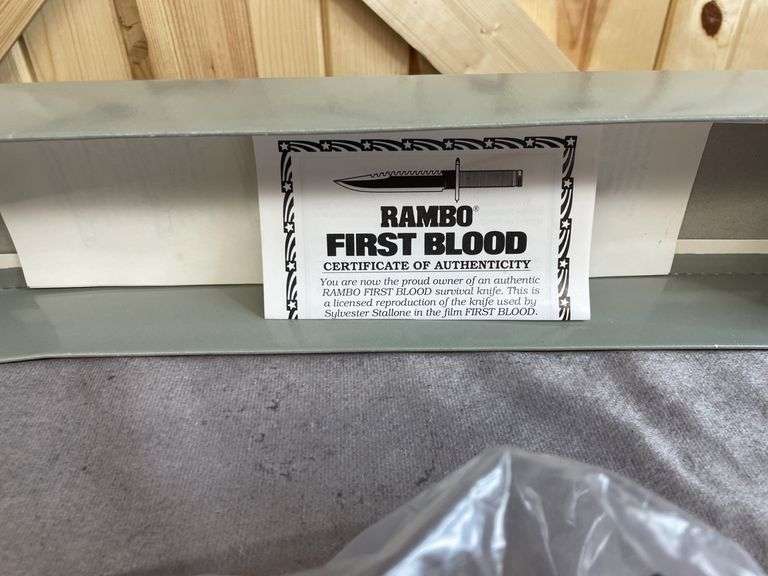 RAMBO®
FIRST BLOOD
CERTIFICATE OF AUTHENTICITY
You are now the proud owner of an authentic
RAMBO FIRST BLOOD survival knife. This is
a licensed reproduction of the knife used by
Sylvester Stallone in the film FIRST BLOOD.